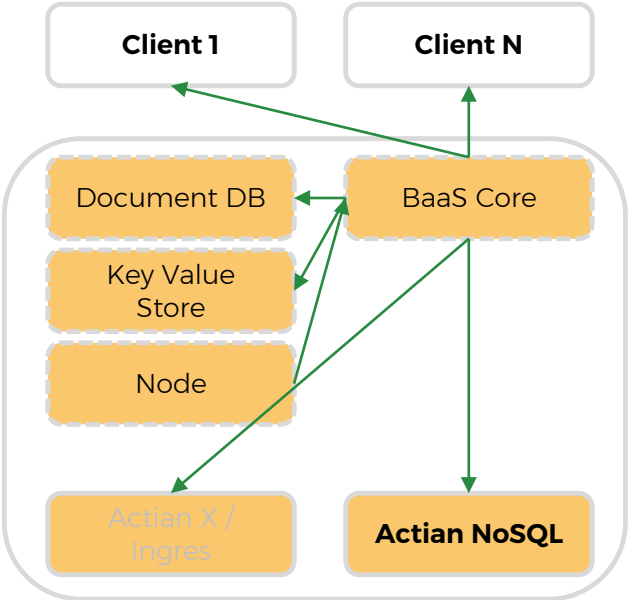 Client 1
Client N
Document DB
BaaS Core
Key Value
Store
Node
Actian X /
Ingres
Actian NoSQL